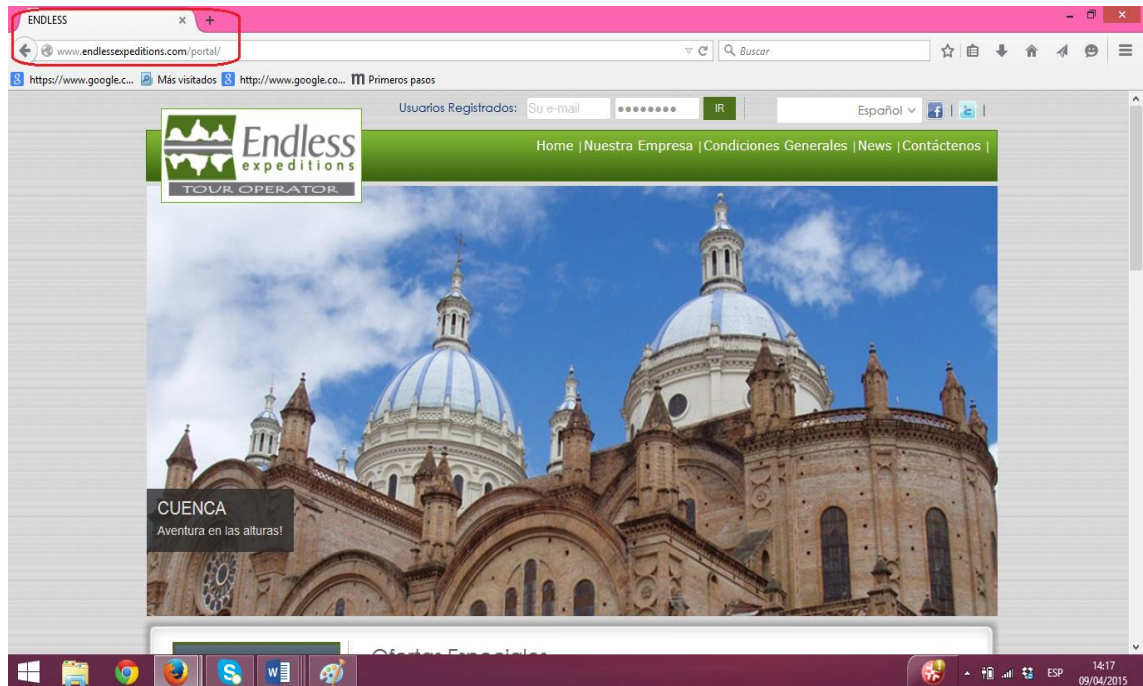 ENDLESS
www.endlessexpeditions.com/portal/
Buscar
https://www.google.c... Más visitados http://www.google.co... Primeros pasos
Usuarios Registrados: Su e-mail IR Español
Endless
expeditions
TOUR OPERATOR
Home | Nuestra Empresa | Condiciones Generales | News | Contáctenos |
CUENCA
Aventura en las alturas!
Ofertas Especiales
ESP
14:17
09/04/2015